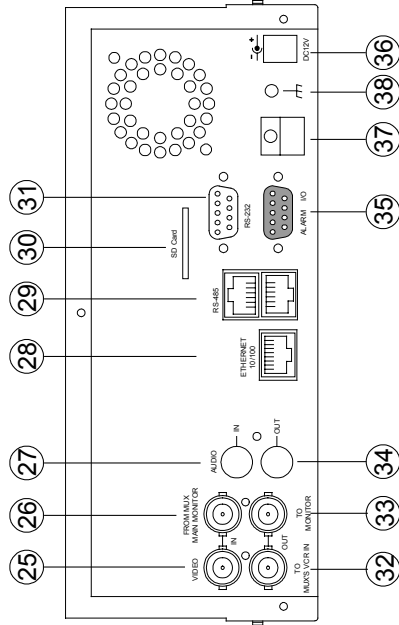 25
26
27
28
29
30
31
VIDEO
FROM MUX
MAIN MONITOR
AUDIO
ETHERNET
10/100
RS-485
SD Card
RS-232
IN
IN
OUT
OUT
TO
MUX'S VCR IN
TO
MONITOR
ALARM I/O
- +
DC12V
32
33
34
35
37
38
36